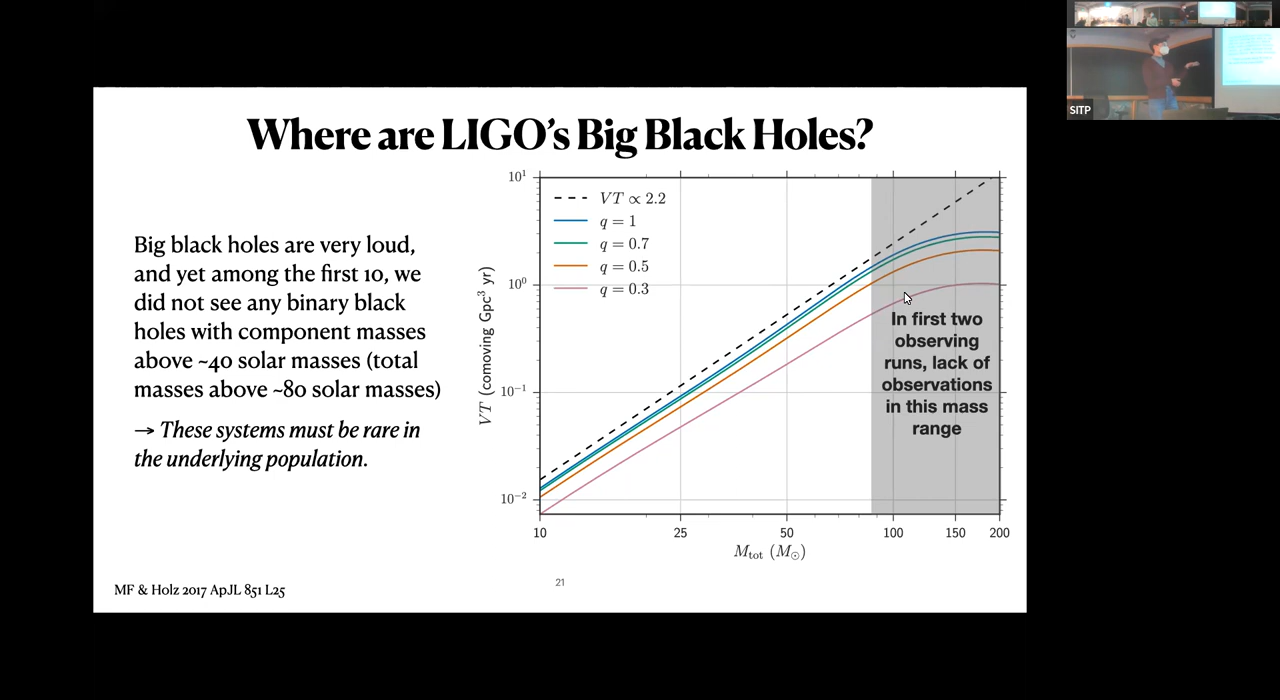 Where are LIGO's Big Black Holes?
Big black holes are very loud,
and yet among the first 10, we
did not see any binary black
holes with component masses
above ~40 solar masses (total
masses above ~80 solar masses)
→ These systems must be rare in
the underlying population.
VT (comoving Gpc³ yr)
10¹
10⁰
10⁻¹
10⁻²
VT ∝ 2.2
q = 1
q = 0.7
q = 0.5
q = 0.3
In first two
observing
runs, lack of
observations
in this mass
range
10 25 50 100 150 200
M_tot (M_⊙)
MF & Holz 2017 ApJL 851 L25
21
SITP